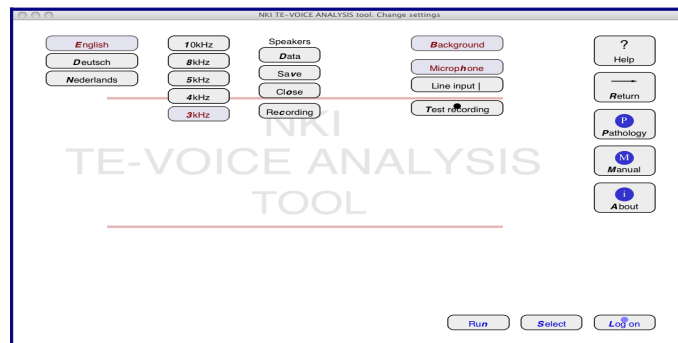 NKI TE-VOICE ANALYSIS tool: Change settings
English
Deutsch
Nederlands
10kHz
8kHz
5kHz
4kHz
3kHz
Speakers
Data
Save
Close
Recording
Background
Microphone
Line input |
Test recording
?
Help
Return
P
Pathology
M
Manual
i
About
NKI
TE-VOICE ANALYSIS
TOOL
Run
Select
Log on